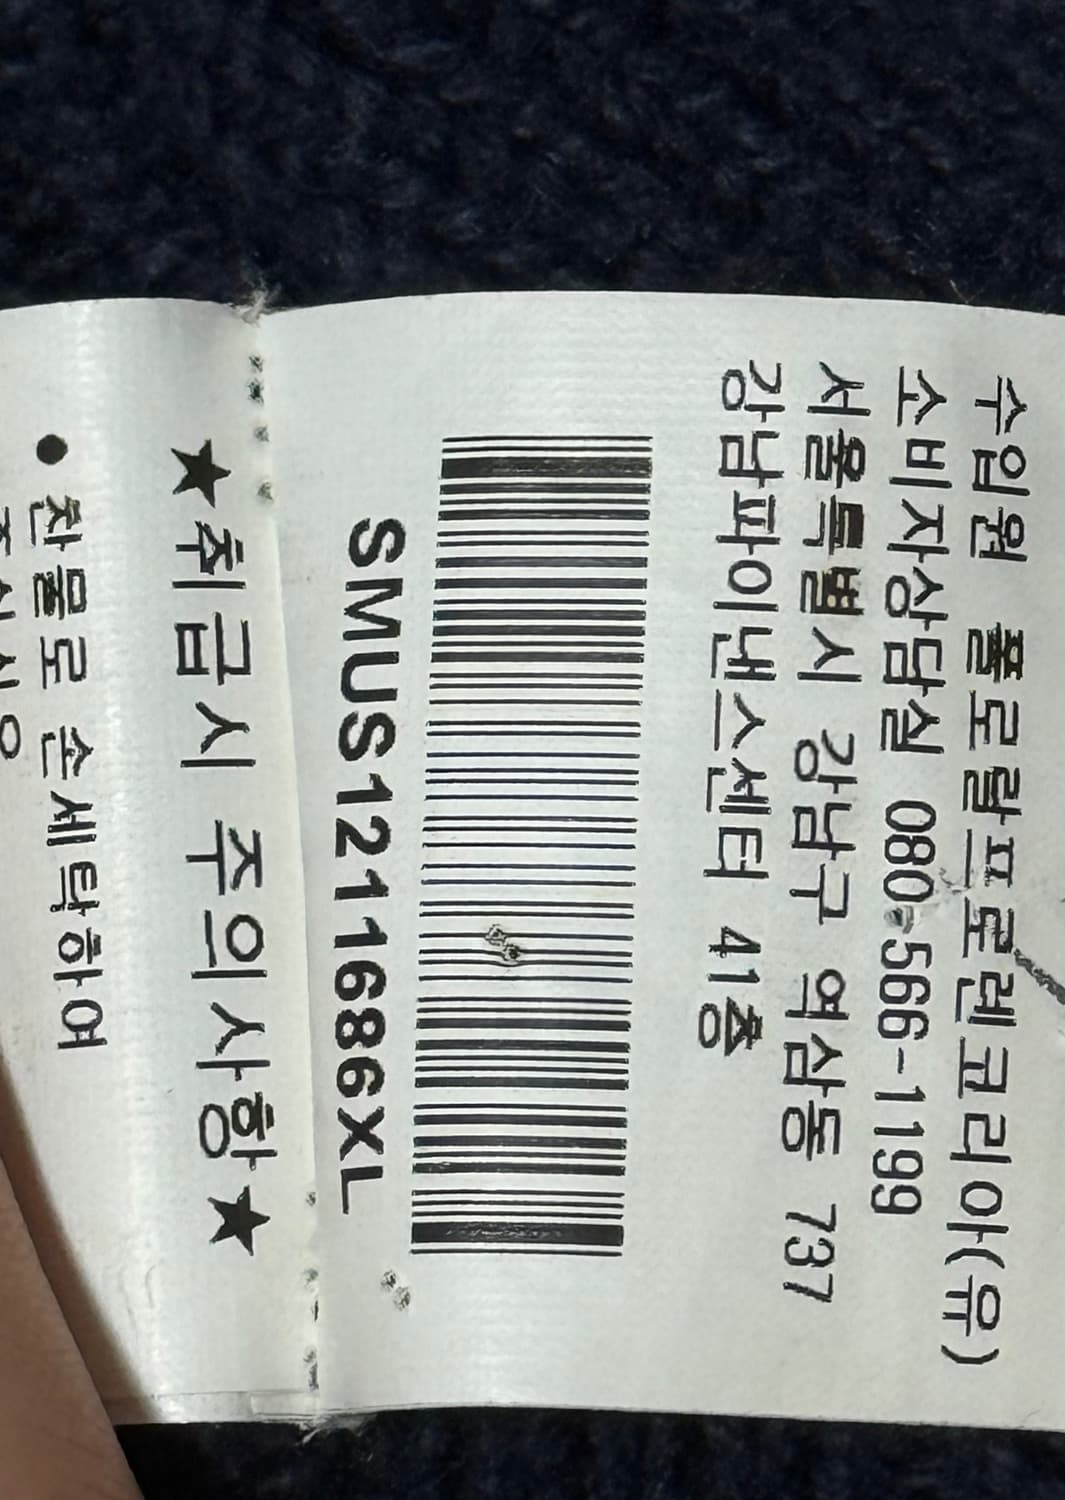 수입원 폴로랄프로렌코리아(유)
소비자상담실 080-566-1199
서울특별시 강남구 역삼동 737
강남파이낸스센터 41층
SMUS1211686XL
★취급시 주의사항★
● 찬물로 손세탁하여